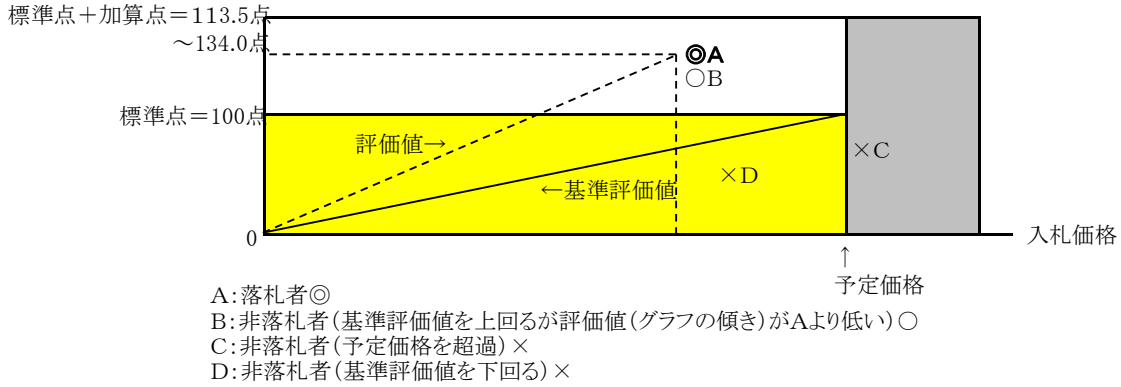 標準点＋加算点＝113.5点
～134.0点
◎A
○B
標準点＝100点
評価値→
×C
×D
←基準評価値
0
入札価格
↑
予定価格
A：落札者◎
B：非落札者（基準評価値を上回るが評価値（グラフの傾き）がAより低い）○
C：非落札者（予定価格を超過）×
D：非落札者（基準評価値を下回る）×